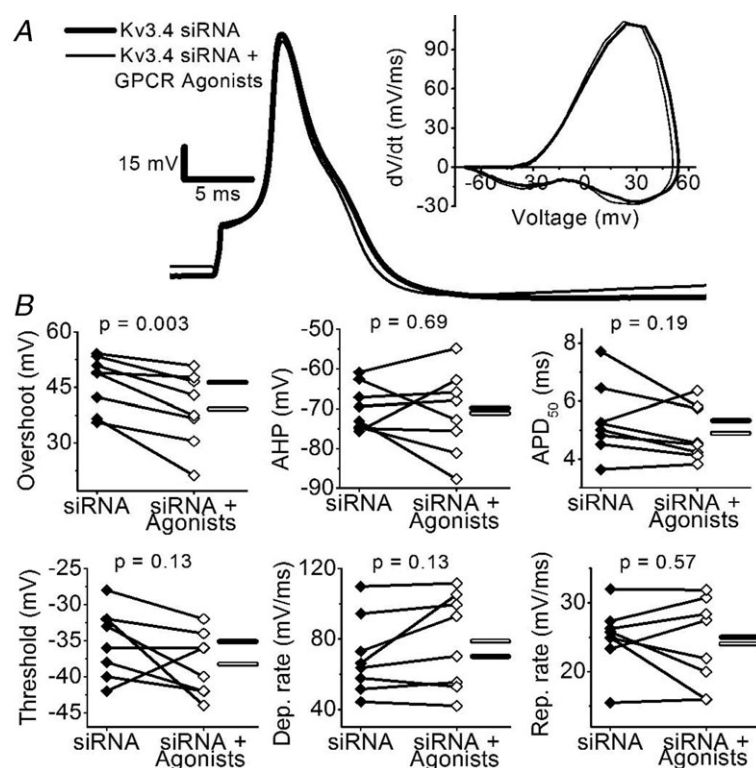 A
Kv3.4 siRNA
Kv3.4 siRNA +
GPCR Agonists
15 mV
5 ms
dV/dt (mV/ms)
90
60
30
0
-30
-60
-30
0
30
60
Voltage (mv)
B
p = 0.003
Overshoot (mV)
60
45
30
siRNA
siRNA +
Agonists
p = 0.69
AHP (mV)
-50
-60
-70
-80
-90
siRNA
siRNA +
Agonists
p = 0.19
APD50 (ms)
8
6
4
siRNA
siRNA +
Agonists
p = 0.13
Threshold (mV)
-25
-30
-35
-40
-45
siRNA
siRNA +
Agonists
p = 0.13
Dep. rate (mV/ms)
120
80
40
siRNA
siRNA +
Agonists
p = 0.57
Rep. rate (mV/ms)
30
20
siRNA
siRNA +
Agonists